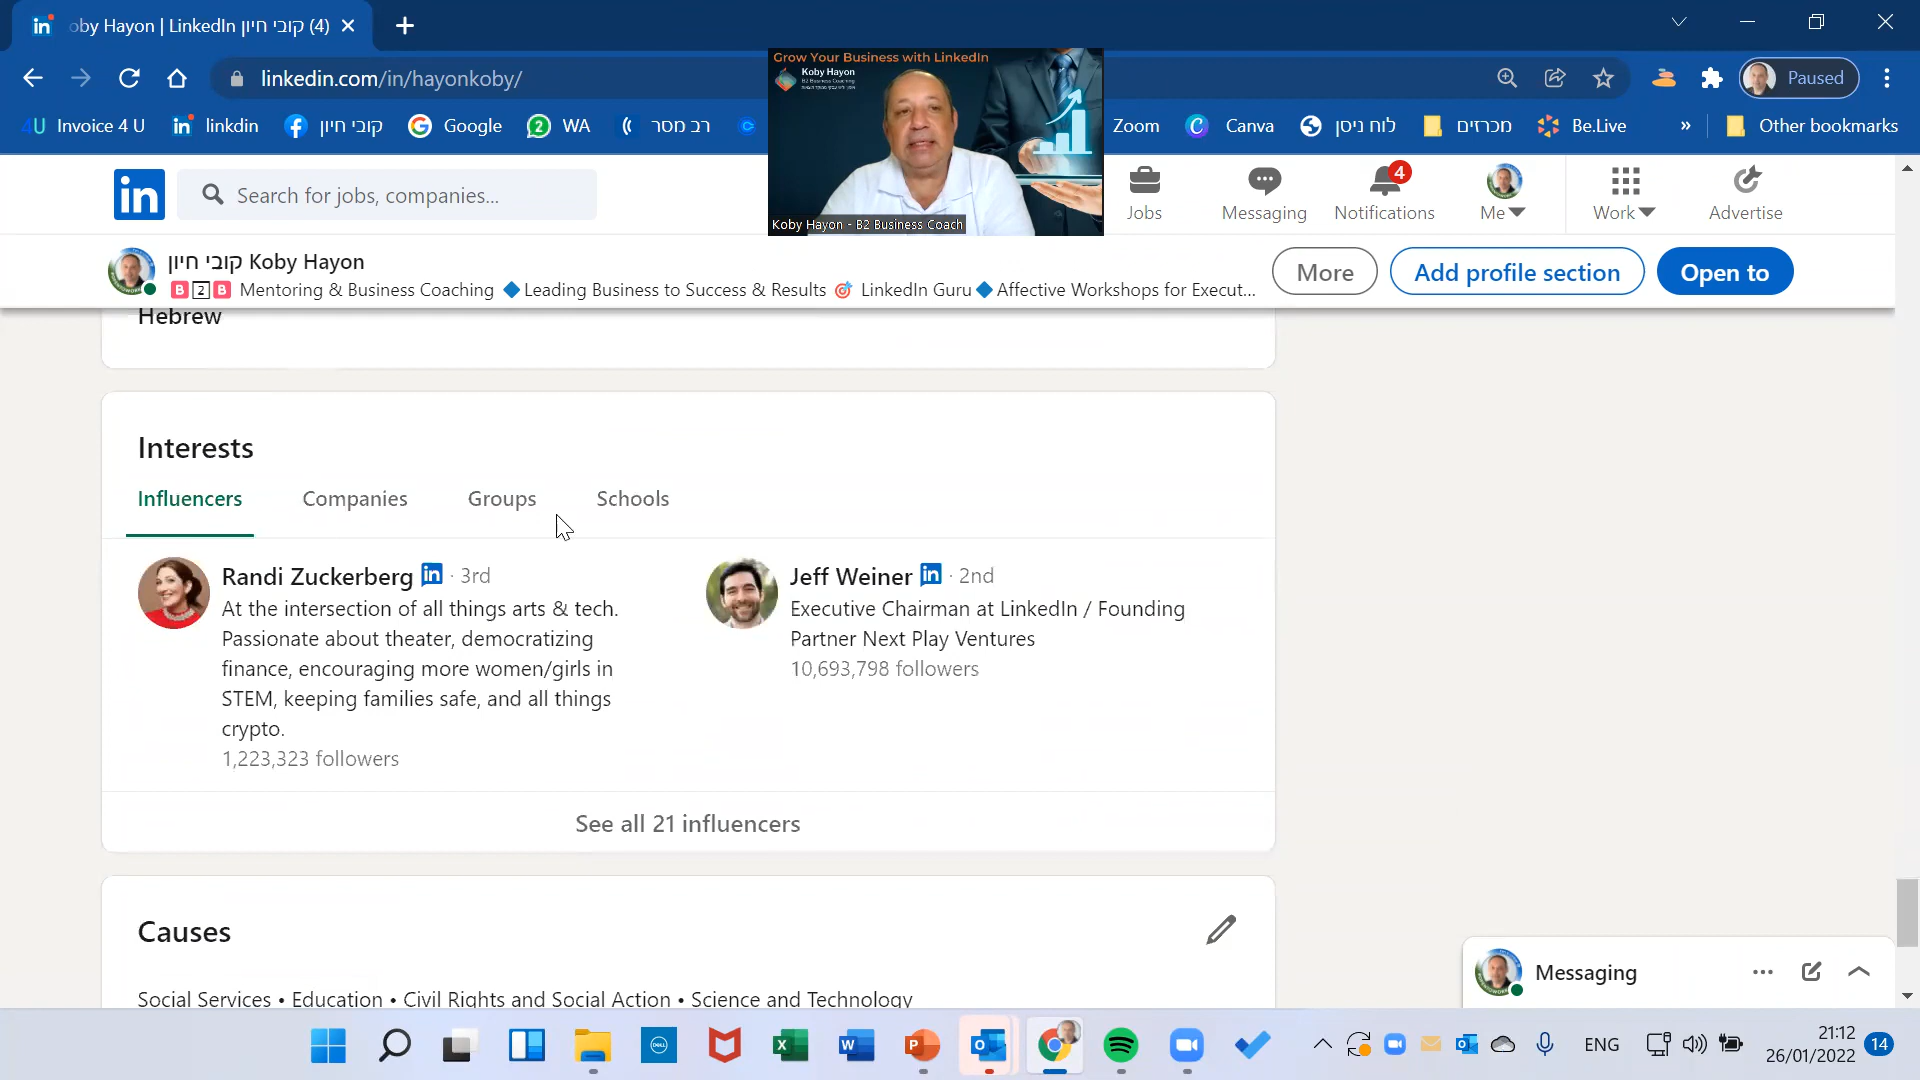 oby Hayon | LinkedIn קובי חיון (4)
linkedin.com/in/hayonkoby/
Paused
4U Invoice 4 U
linkdin
קובי חיון
Google
WA
רב מסר
Zoom
Canva
לוח ניסן
מכרזים
Be.Live
»
Other bookmarks
Grow Your Business with LinkedIn
Koby Hayon
B2 Business Coaching
Koby Hayon - B2 Business Coach
in
Search for jobs, companies...
Jobs
Messaging
4
Notifications
Me
Work
Advertise
קובי חיון Koby Hayon
B 2 B Mentoring & Business Coaching ◆Leading Business to Success & Results 🎯 LinkedIn Guru◆Affective Workshops for Execut...
More
Add profile section
Open to
Hebrew
Interests
Influencers
Companies
Groups
Schools
Randi Zuckerberg in · 3rd
At the intersection of all things arts & tech.
Passionate about theater, democratizing
finance, encouraging more women/girls in
STEM, keeping families safe, and all things
crypto.
1,223,323 followers
Jeff Weiner in · 2nd
Executive Chairman at LinkedIn / Founding
Partner Next Play Ventures
10,693,798 followers
See all 21 influencers
Causes
Social Services • Education • Civil Rights and Social Action • Science and Technology
Messaging
ENG
21:12
26/01/2022
14